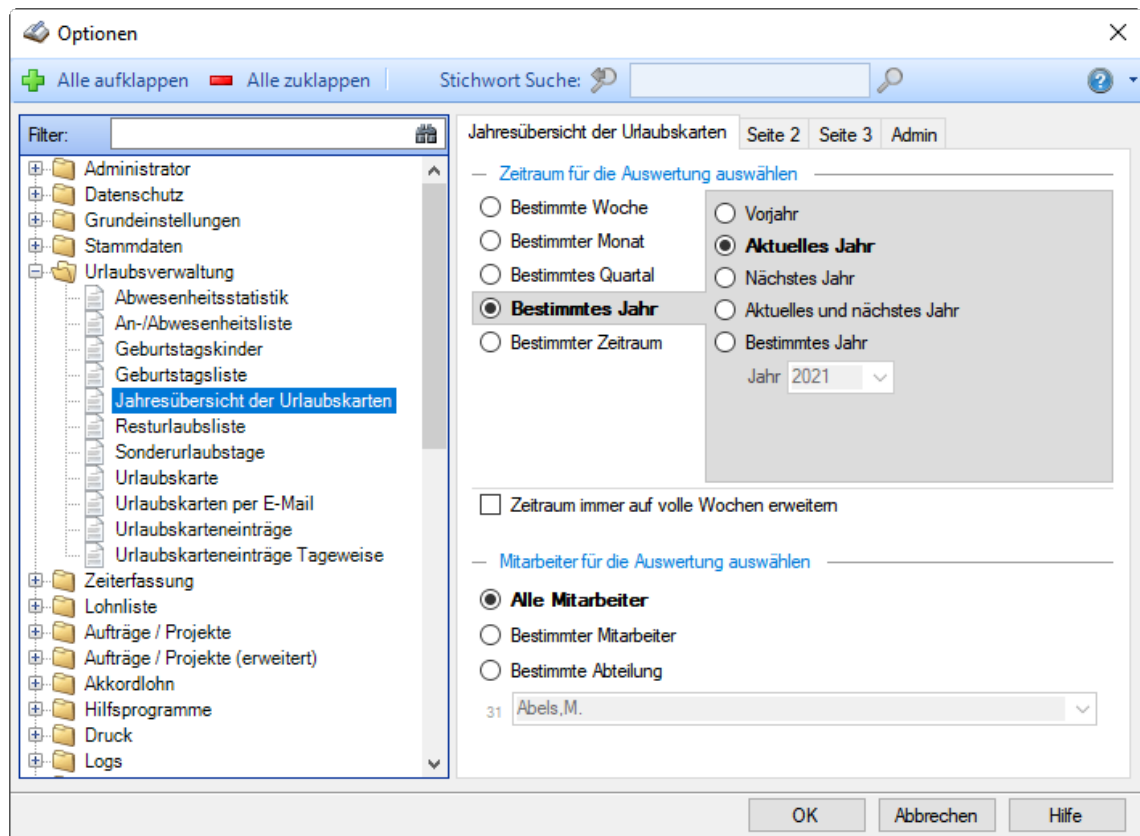 Optionen
Alle aufklappen Alle zuklappen Stichwort Suche:
Filter:
Administrator
Datenschutz
Grundeinstellungen
Stammdaten
Urlaubsverwaltung
Abwesenheitsstatistik
An-/Abwesenheitsliste
Geburtstagskinder
Geburtstagsliste
Jahresübersicht der Urlaubskarten
Resturlaubsliste
Sonderurlaubstage
Urlaubskarte
Urlaubskarten per E-Mail
Urlaubskarteneinträge
Urlaubskarteneinträge Tageweise
Zeiterfassung
Lohnliste
Aufträge / Projekte
Aufträge / Projekte (erweitert)
Akkordlohn
Hilfsprogramme
Druck
Logs
Jahresübersicht der Urlaubskarten Seite 2 Seite 3 Admin
Zeitraum für die Auswertung auswählen
Bestimmte Woche
Bestimmter Monat
Bestimmtes Quartal
Bestimmtes Jahr
Bestimmter Zeitraum
Vorjahr
Aktuelles Jahr
Nächstes Jahr
Aktuelles und nächstes Jahr
Bestimmtes Jahr
Jahr 2021
Zeitraum immer auf volle Wochen erweitern
Mitarbeiter für die Auswertung auswählen
Alle Mitarbeiter
Bestimmter Mitarbeiter
Bestimmte Abteilung
31 Abels,M.
OK Abbrechen Hilfe